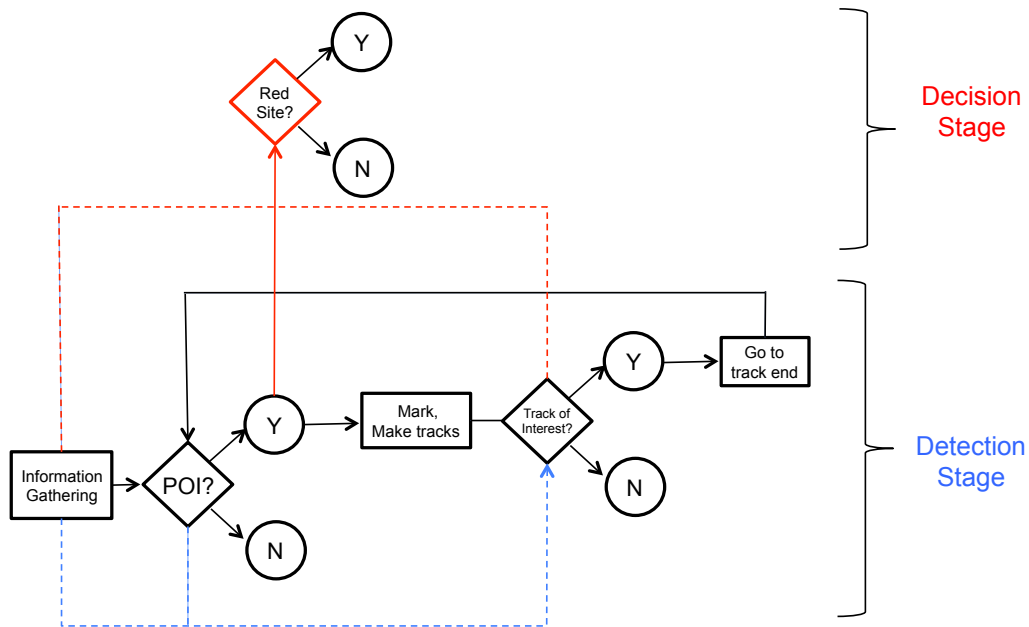 Y
Red
Site?
N
Decision
Stage
Y
Go to
track end
Y
Mark,
Make tracks
Track of
Interest?
Information
Gathering
POI?
N
N
Detection
Stage